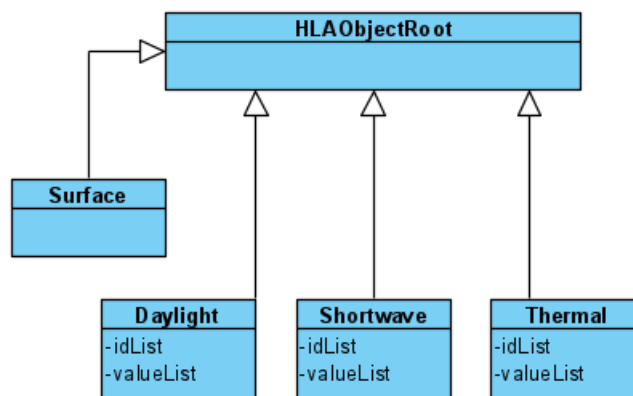 HLAObjectRoot
Surface
Daylight
-idList
-valueList
Shortwave
-idList
-valueList
Thermal
-idList
-valueList